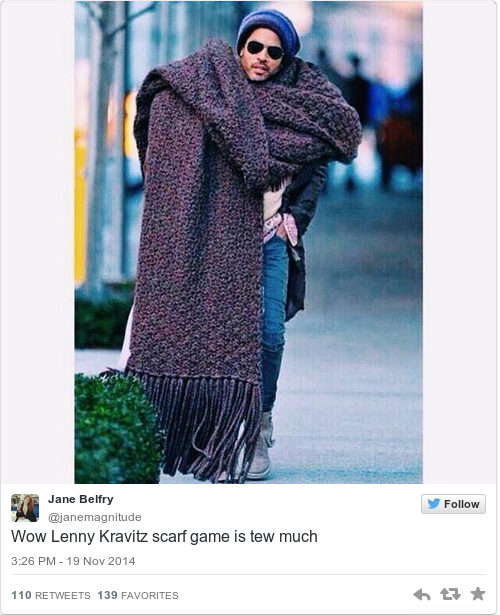 Jane Belfry
Follow
@janemagnitude
Wow Lenny Kravitz scarf game is tew much
3:26 PM - 19 Nov 2014
110 RETWEETS 139 FAVORITES